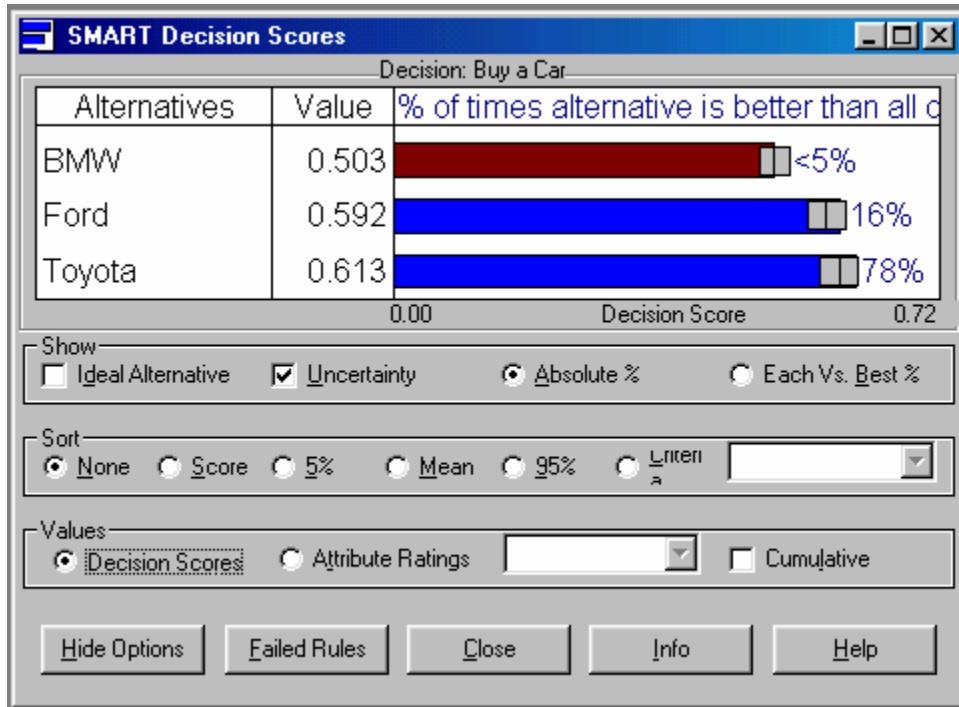 SMART Decision Scores
Decision: Buy a Car
Alternatives Value % of times alternative is better than all
BMW 0.503 <5%
Ford 0.592 16%
Toyota 0.613 78%
0.00 Decision Score 0.72
Show
Ideal Alternative Uncertainty Absolute % Each Vs. Best %
Sort
None Score 5% Mean 95% Criteri
a
Values
Decision Scores Attribute Ratings Cumulative
Hide Options Failed Rules Close Info Help